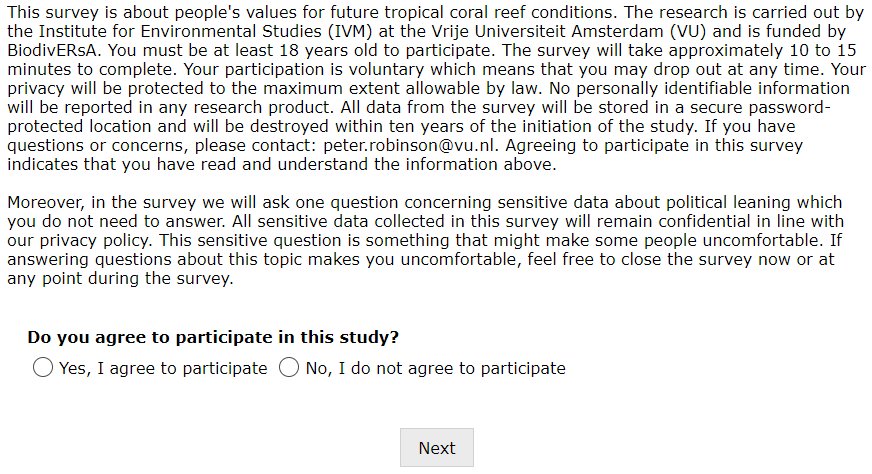 This survey is about people's values for future tropical coral reef conditions. The research is carried out by
the Institute for Environmental Studies (IVM) at the Vrije Universiteit Amsterdam (VU) and is funded by
BiodivERsA. You must be at least 18 years old to participate. The survey will take approximately 10 to 15
minutes to complete. Your participation is voluntary which means that you may drop out at any time. Your
privacy will be protected to the maximum extent allowable by law. No personally identifiable information
will be reported in any research product. All data from the survey will be stored in a secure password-
protected location and will be destroyed within ten years of the initiation of the study. If you have
questions or concerns, please contact: peter.robinson@vu.nl. Agreeing to participate in this survey
indicates that you have read and understand the information above.
Moreover, in the survey we will ask one question concerning sensitive data about political leaning which
you do not need to answer. All sensitive data collected in this survey will remain confidential in line with
our privacy policy. This sensitive question is something that might make some people uncomfortable. If
answering questions about this topic makes you uncomfortable, feel free to close the survey now or at
any point during the survey.
Do you agree to participate in this study?
Yes, I agree to participate No, I do not agree to participate
Next